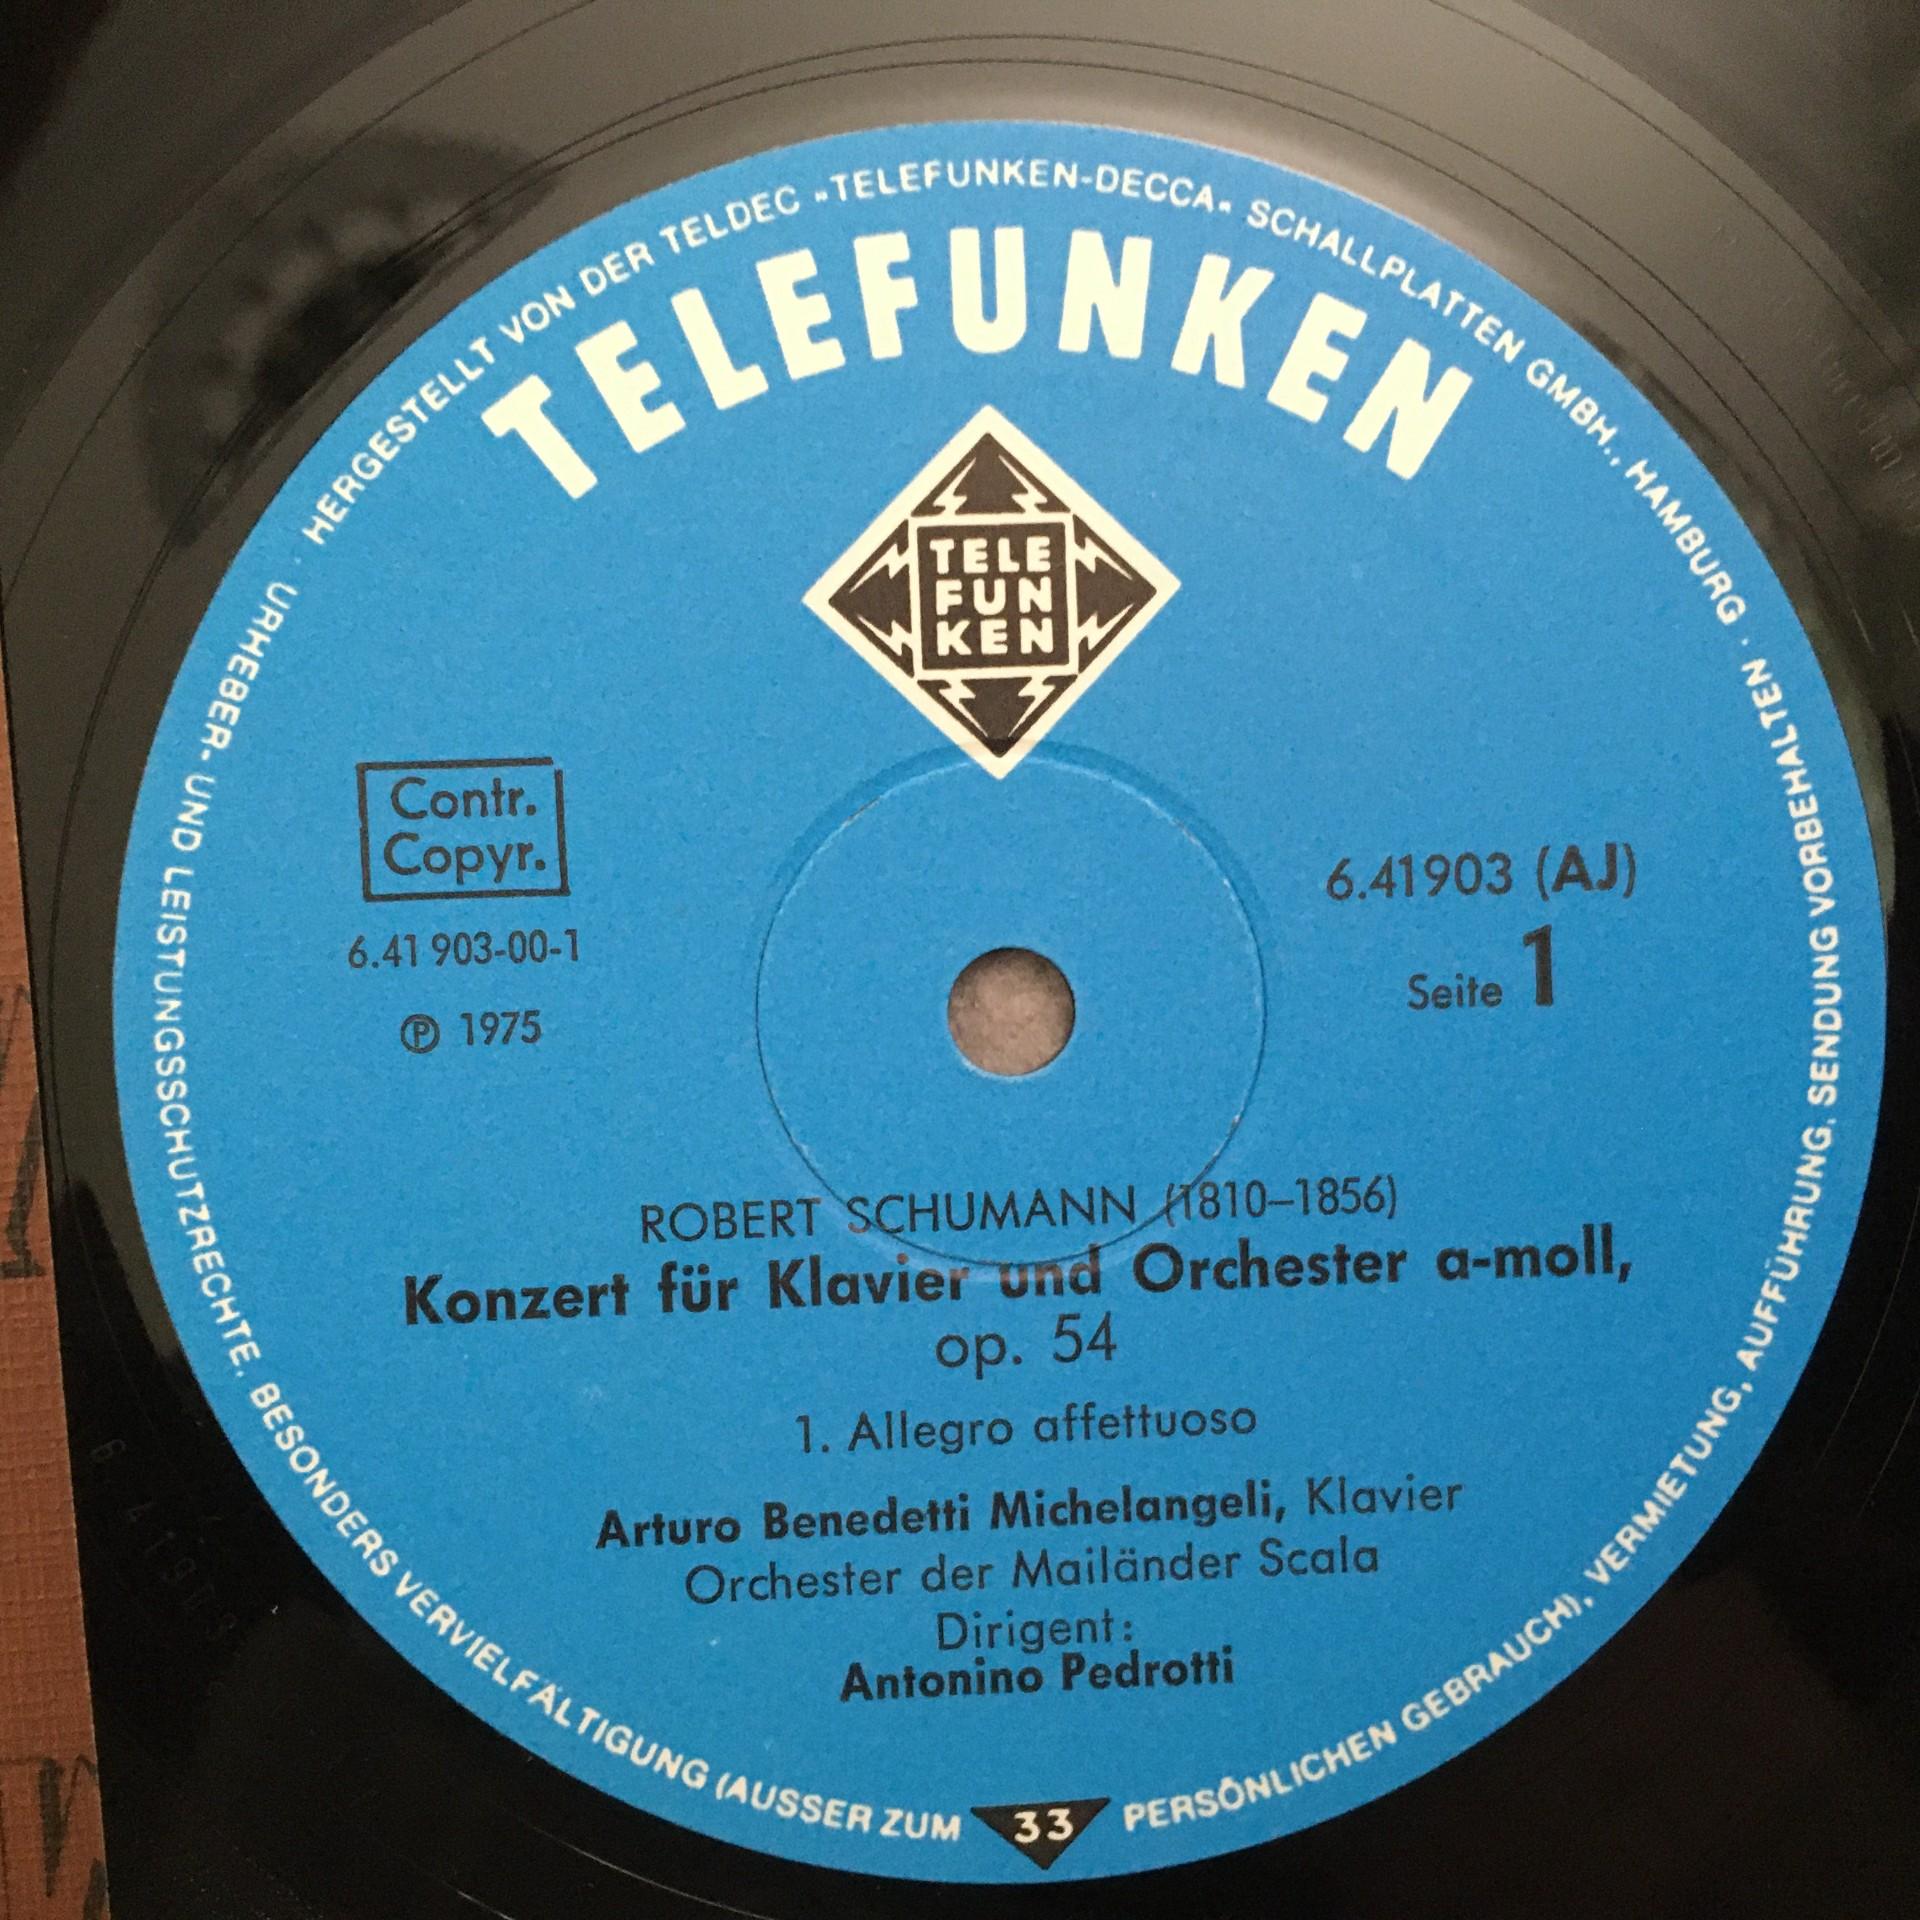 HERGESTELLT VON DER TELDEC »TELEFUNKEN-DECCA« SCHALLPLATTEN GMBH., HAMBURG ·
URHEBER- UND LEISTUNGSSCHUTZRECHTE, BESONDERS VERVIELFÄLTIGUNG (AUSSER ZUM PERSÖNLICHEN GEBRAUCH), VERMIETUNG, AUFFÜHRUNG, SENDUNG VORBEHALTEN ·
TELEFUNKEN
TELE
FUN
KEN
Contr.
Copyr.
6.41 903-00-1
℗ 1975
6.41903 (AJ)
Seite 1
ROBERT SCHUMANN (1810–1856)
Konzert für Klavier und Orchester a-moll,
op. 54
1. Allegro affettuoso
Arturo Benedetti Michelangeli, Klavier
Orchester der Mailänder Scala
Dirigent:
Antonino Pedrotti
33